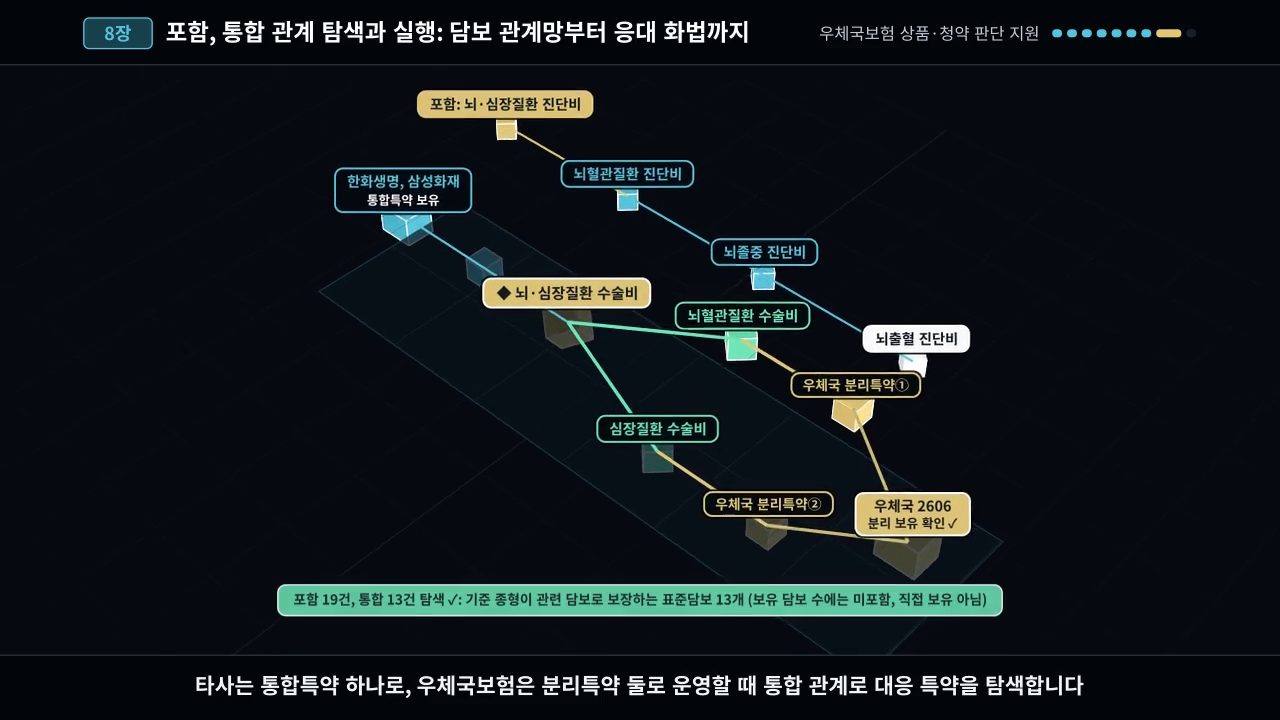 8장
포함, 통합 관계 탐색과 실행: 담보 관계망부터 응대 화법까지
우체국보험 상품·청약 판단 지원
포함: 뇌·심장질환 진단비
뇌혈관질환 진단비
한화생명, 삼성화재
통합특약 보유
뇌졸중 진단비
◆ 뇌·심장질환 수술비
뇌혈관질환 수술비
뇌출혈 진단비
우체국 분리특약①
심장질환 수술비
우체국 분리특약②
우체국 2606
분리 보유 확인 ✓
포함 19건, 통합 13건 탐색 ✓: 기준 종형이 관련 담보로 보장하는 표준담보 13개 (보유 담보 수에는 미포함, 직접 보유 아님)
타사는 통합특약 하나로, 우체국보험은 분리특약 둘로 운영할 때 통합 관계로 대응 특약을 탐색합니다